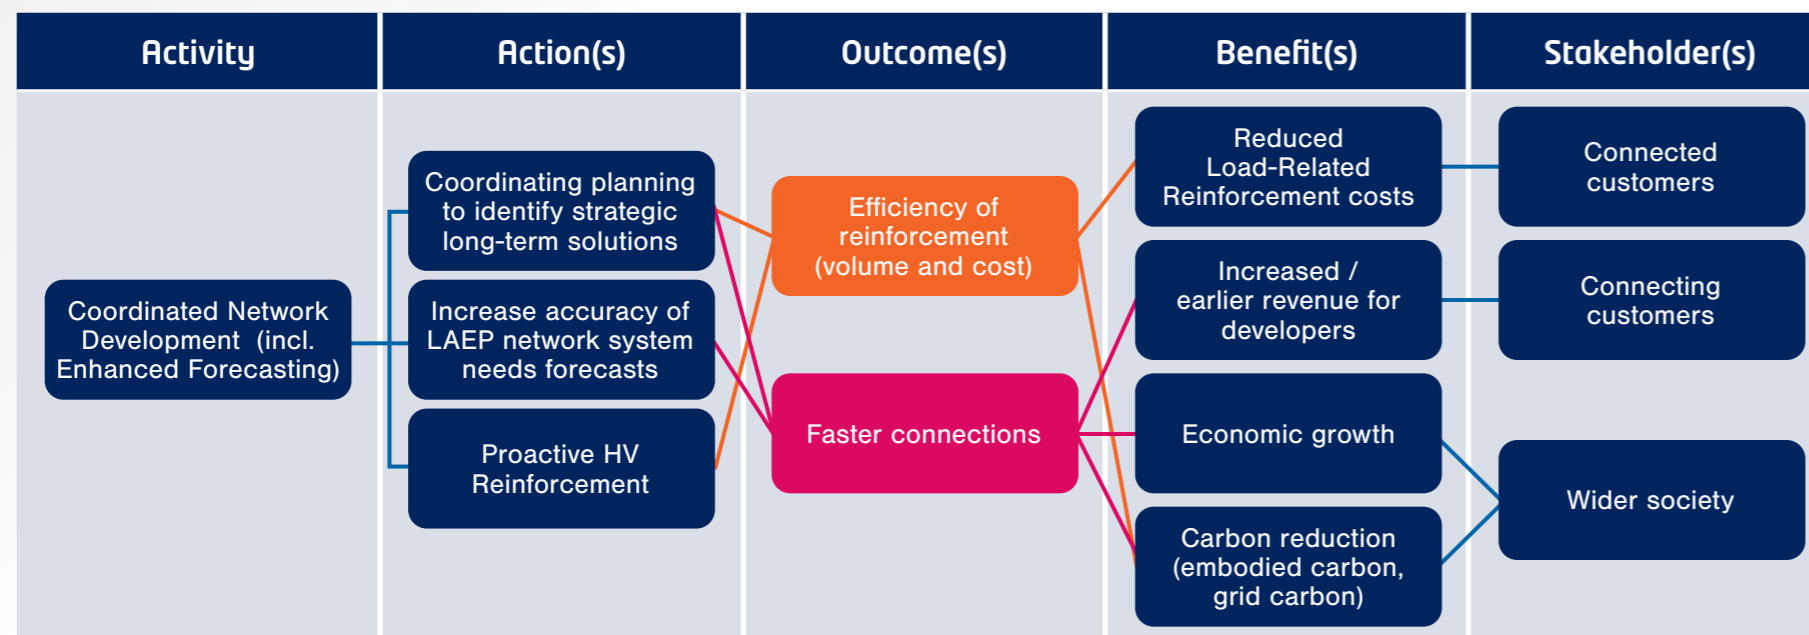 Activity
Action(s)
Outcome(s)
Benefit(s)
Stakeholder(s)
Coordinated Network
Development (incl.
Enhanced Forecasting)
Coordinating planning
to identify strategic
long-term solutions
Increase accuracy of
LAEP network system
needs forecasts
Proactive HV
Reinforcement
Efficiency of
reinforcement
(volume and cost)
Faster connections
Reduced
Load-Related
Reinforcement costs
Increased /
earlier revenue for
developers
Economic growth
Carbon reduction
(embodied carbon,
grid carbon)
Connected
customers
Connecting
customers
Wider society